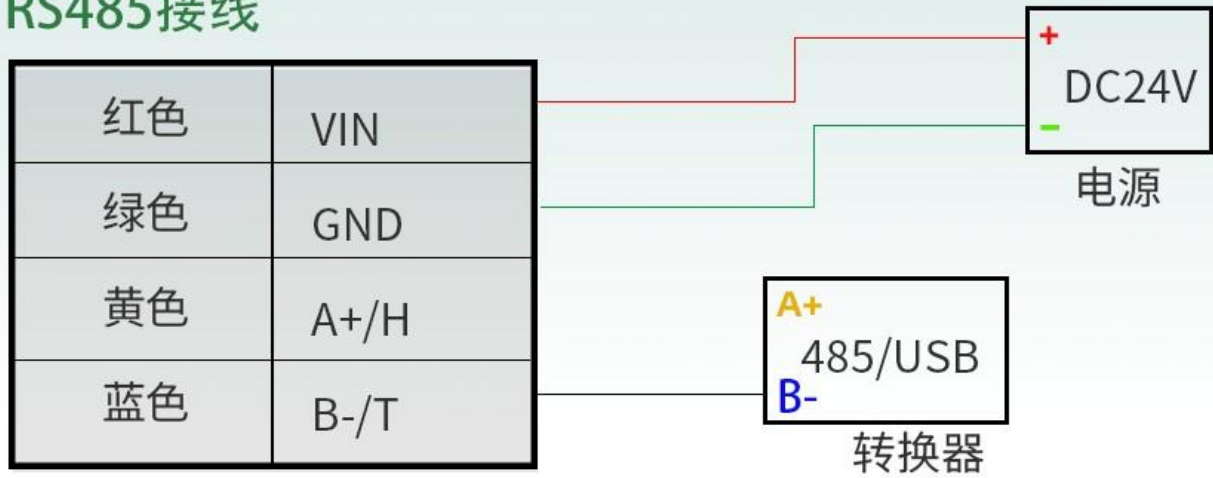 RS485接线
红色 VIN
绿色 GND
黄色 A+/H
蓝色 B-/T
+
DC24V
-
电源
A+
485/USB
B-
转换器